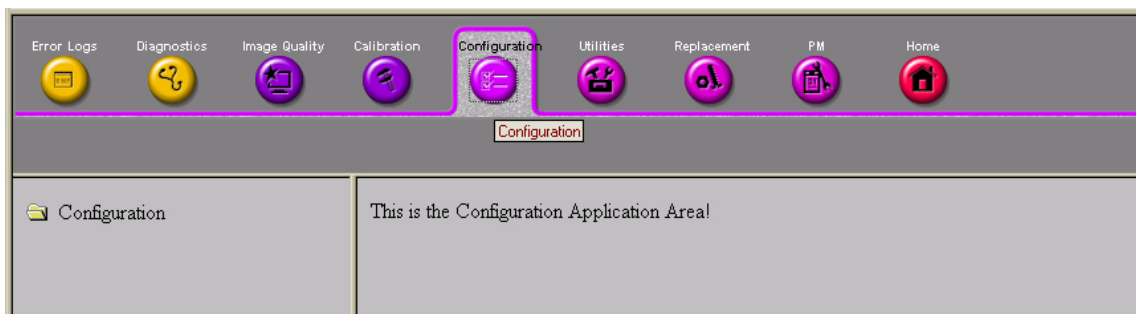 Error Logs
Diagnostics
Image Quality
Calibration
Configuration
Utilities
Replacement
PM
Home
Configuration
Configuration
This is the Configuration Application Area!